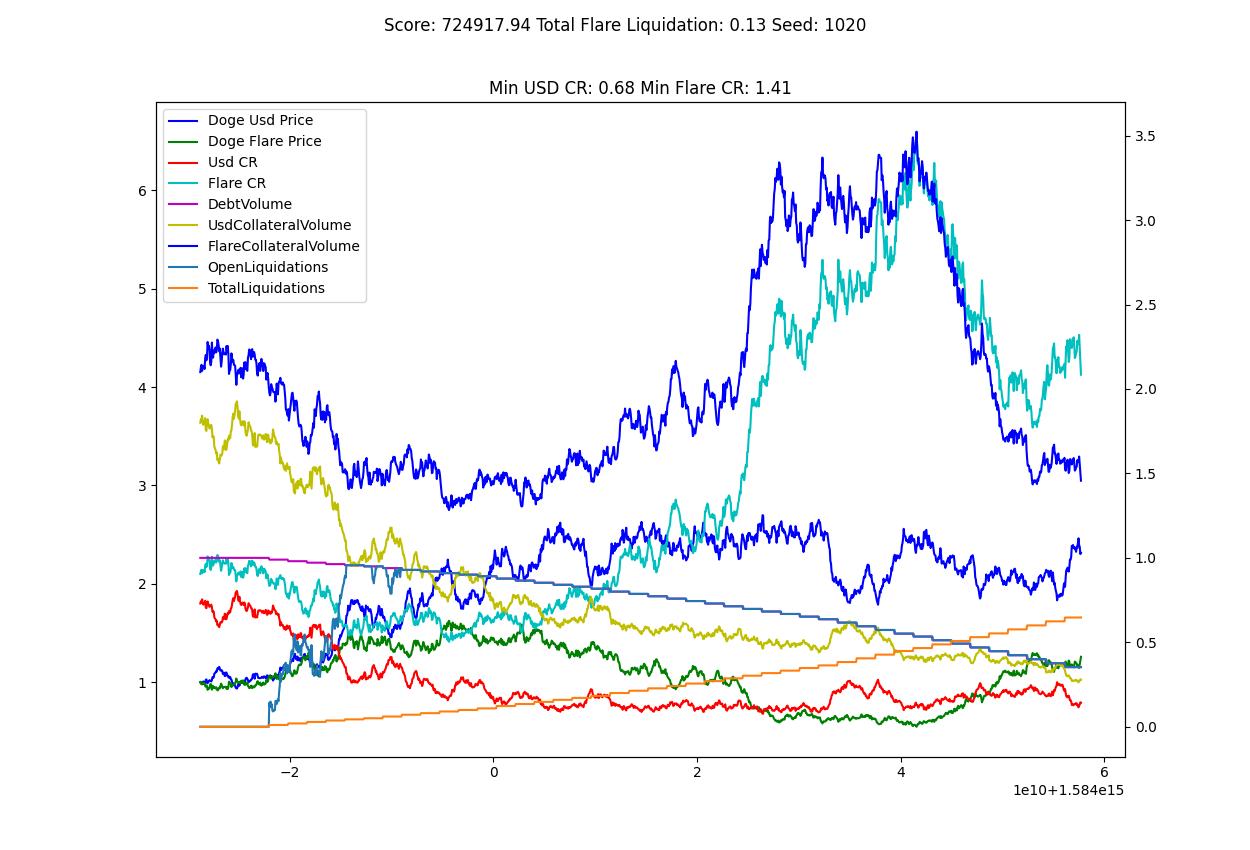 Score: 724917.94 Total Flare Liquidation: 0.13 Seed: 1020
Min USD CR: 0.68 Min Flare CR: 1.41
Doge Usd Price
Doge Flare Price
Usd CR
Flare CR
DebtVolume
UsdCollateralVolume
FlareCollateralVolume
OpenLiquidations
TotalLiquidations
6
5
4
3
2
1
3.5
3.0
2.5
2.0
1.5
1.0
0.5
0.0
−2
0
2
4
6
1e10+1.584e15